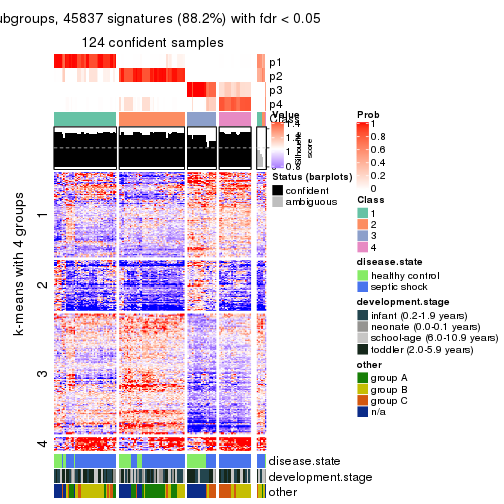 ubgroups, 45837 signatures (88.2%) with fdr < 0.05
124 confident samples
p1
p2
p3
p4
Class
Silhouette
score
k-means with 4 groups
1
2
3
4
disease.state
development.stage
other
Value
1.4
1.2
1
0.8
Status (barplots)
confident
ambiguous
Prob
1
0.8
0.6
0.4
0.2
0
Class
1
2
3
4
disease.state
healthy control
septic shock
development.stage
infant (0.2-1.9 years)
neonate (0.0-0.1 years)
school-age (6.0-10.9 years)
toddler (2.0-5.9 years)
other
group A
group B
group C
n/a